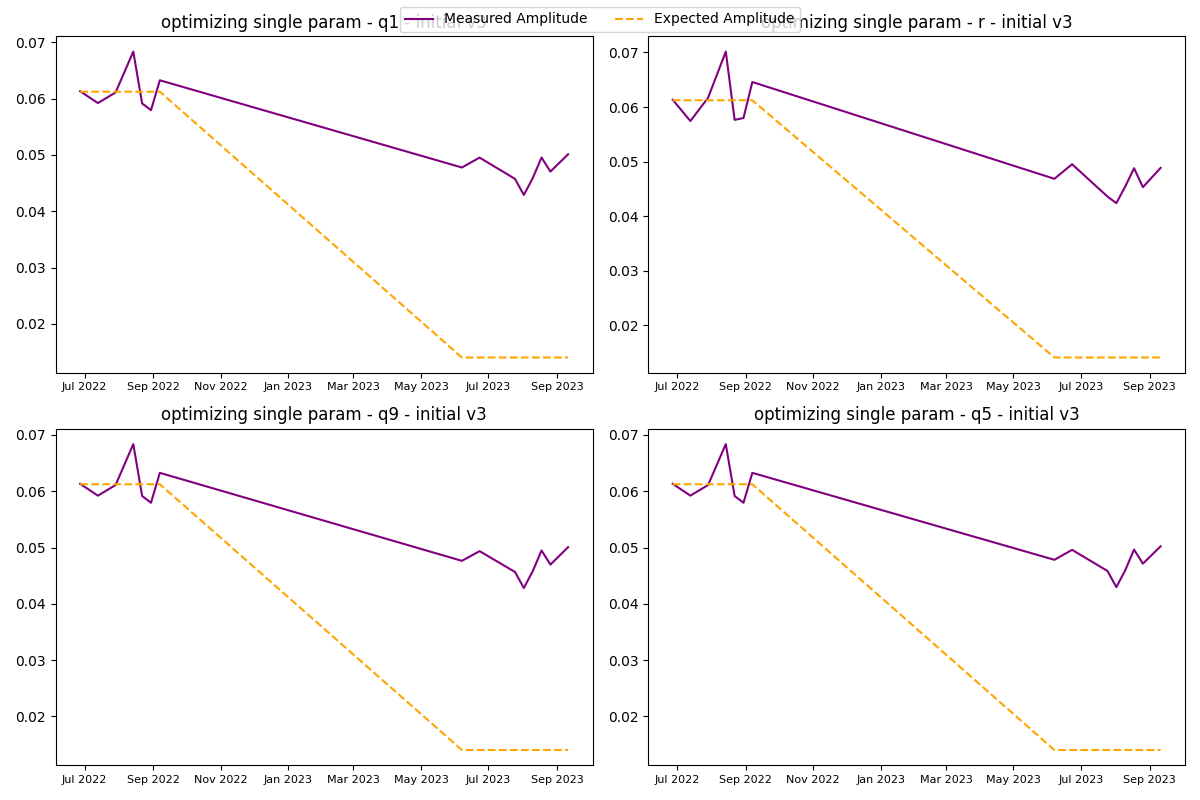 Measured Amplitude Expected Amplitude
optimizing single param - q1 - initial v3
0.07
0.06
0.05
0.04
0.03
0.02
Jul 2022 Sep 2022 Nov 2022 Jan 2023 Mar 2023 May 2023 Jul 2023 Sep 2023
optimizing single param - r - initial v3
0.07
0.06
0.05
0.04
0.03
0.02
Jul 2022 Sep 2022 Nov 2022 Jan 2023 Mar 2023 May 2023 Jul 2023 Sep 2023
optimizing single param - q9 - initial v3
0.07
0.06
0.05
0.04
0.03
0.02
Jul 2022 Sep 2022 Nov 2022 Jan 2023 Mar 2023 May 2023 Jul 2023 Sep 2023
optimizing single param - q5 - initial v3
0.07
0.06
0.05
0.04
0.03
0.02
Jul 2022 Sep 2022 Nov 2022 Jan 2023 Mar 2023 May 2023 Jul 2023 Sep 2023